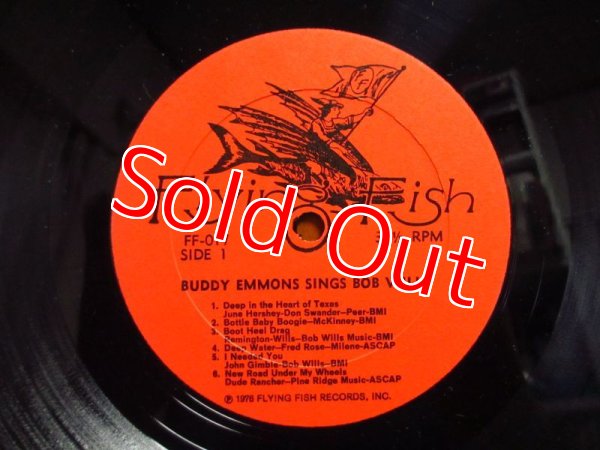 Flying Fish
RPM
SIDE 1
BUDDY EMMONS SINGS BOB
1. Deep in the Heart of Texas
June Hershey-Don Swander-Peer-BMI
2. Bottle Baby Boogie-McKinney-BMI
3. Boot Heel Drag
Remington-Wills-Bob Wills Music-BMI
4. Deep Water-Fred Rose-Milene-ASCAP
5. I Needed You
John Gimble-Bob Wills-BMI
6. New Road Under My Wheels
Dude Rancher-Pine Ridge Music-ASCAP
℗ 1976 FLYING FISH RECORDS, INC.
Sold Out